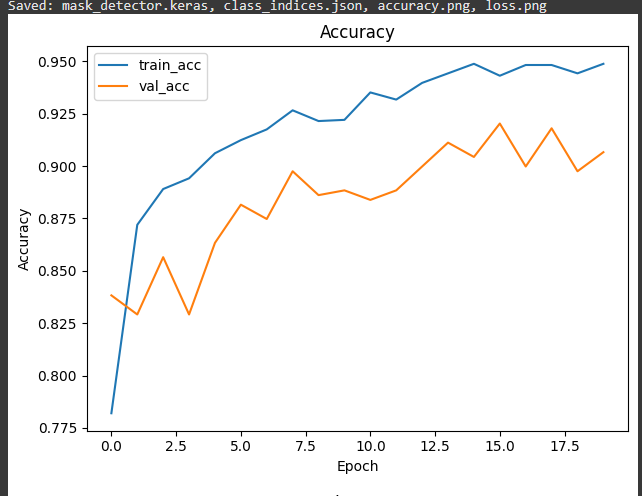 Saved: mask_detector.keras, class_indices.json, accuracy.png, loss.png
Accuracy
train_acc
val_acc
0.950
0.925
0.900
0.875
0.850
0.825
0.800
0.775
Accuracy
0.0 2.5 5.0 7.5 10.0 12.5 15.0 17.5
Epoch